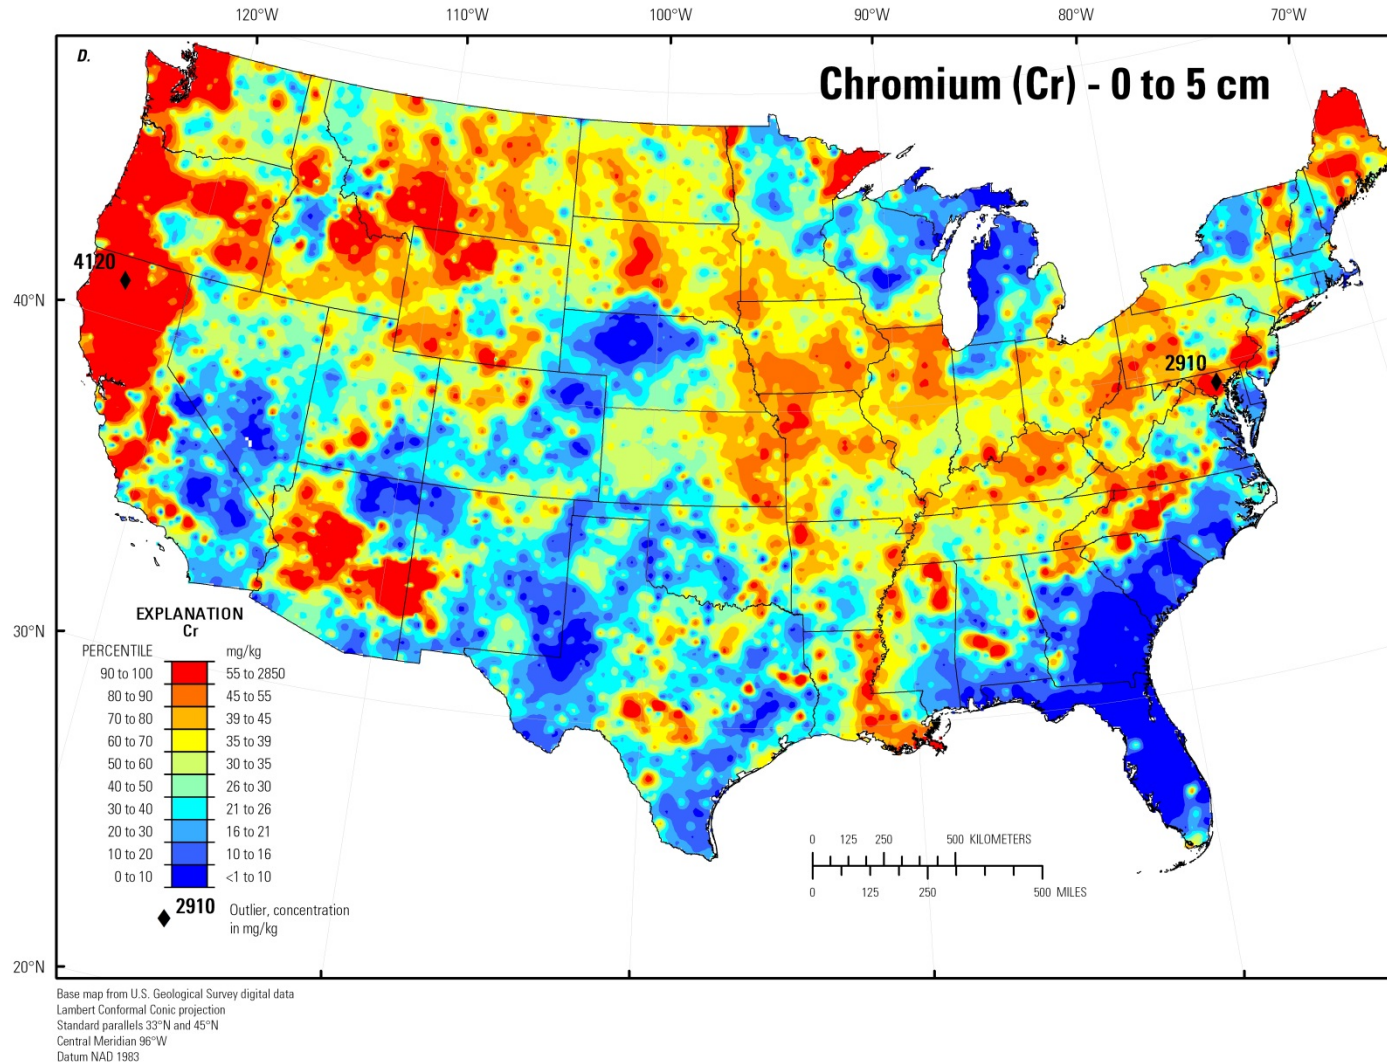 120°W 110°W 100°W 90°W 80°W 70°W
D.
Chromium (Cr) - 0 to 5 cm
4120
40°N
2910
30°N
EXPLANATION
Cr
PERCENTILE mg/kg
90 to 100 55 to 2850
80 to 90 45 to 55
70 to 80 39 to 45
60 to 70 35 to 39
50 to 60 30 to 35
40 to 50 26 to 30
30 to 40 21 to 26
20 to 30 16 to 21
10 to 20 10 to 16
0 to 10 <1 to 10
2910 Outlier, concentration
in mg/kg
0 125 250 500 KILOMETERS
0 125 250 500 MILES
20°N
Base map from U.S. Geological Survey digital data
Lambert Conformal Conic projection
Standard parallels 33°N and 45°N
Central Meridian 96°W
Datum NAD 1983